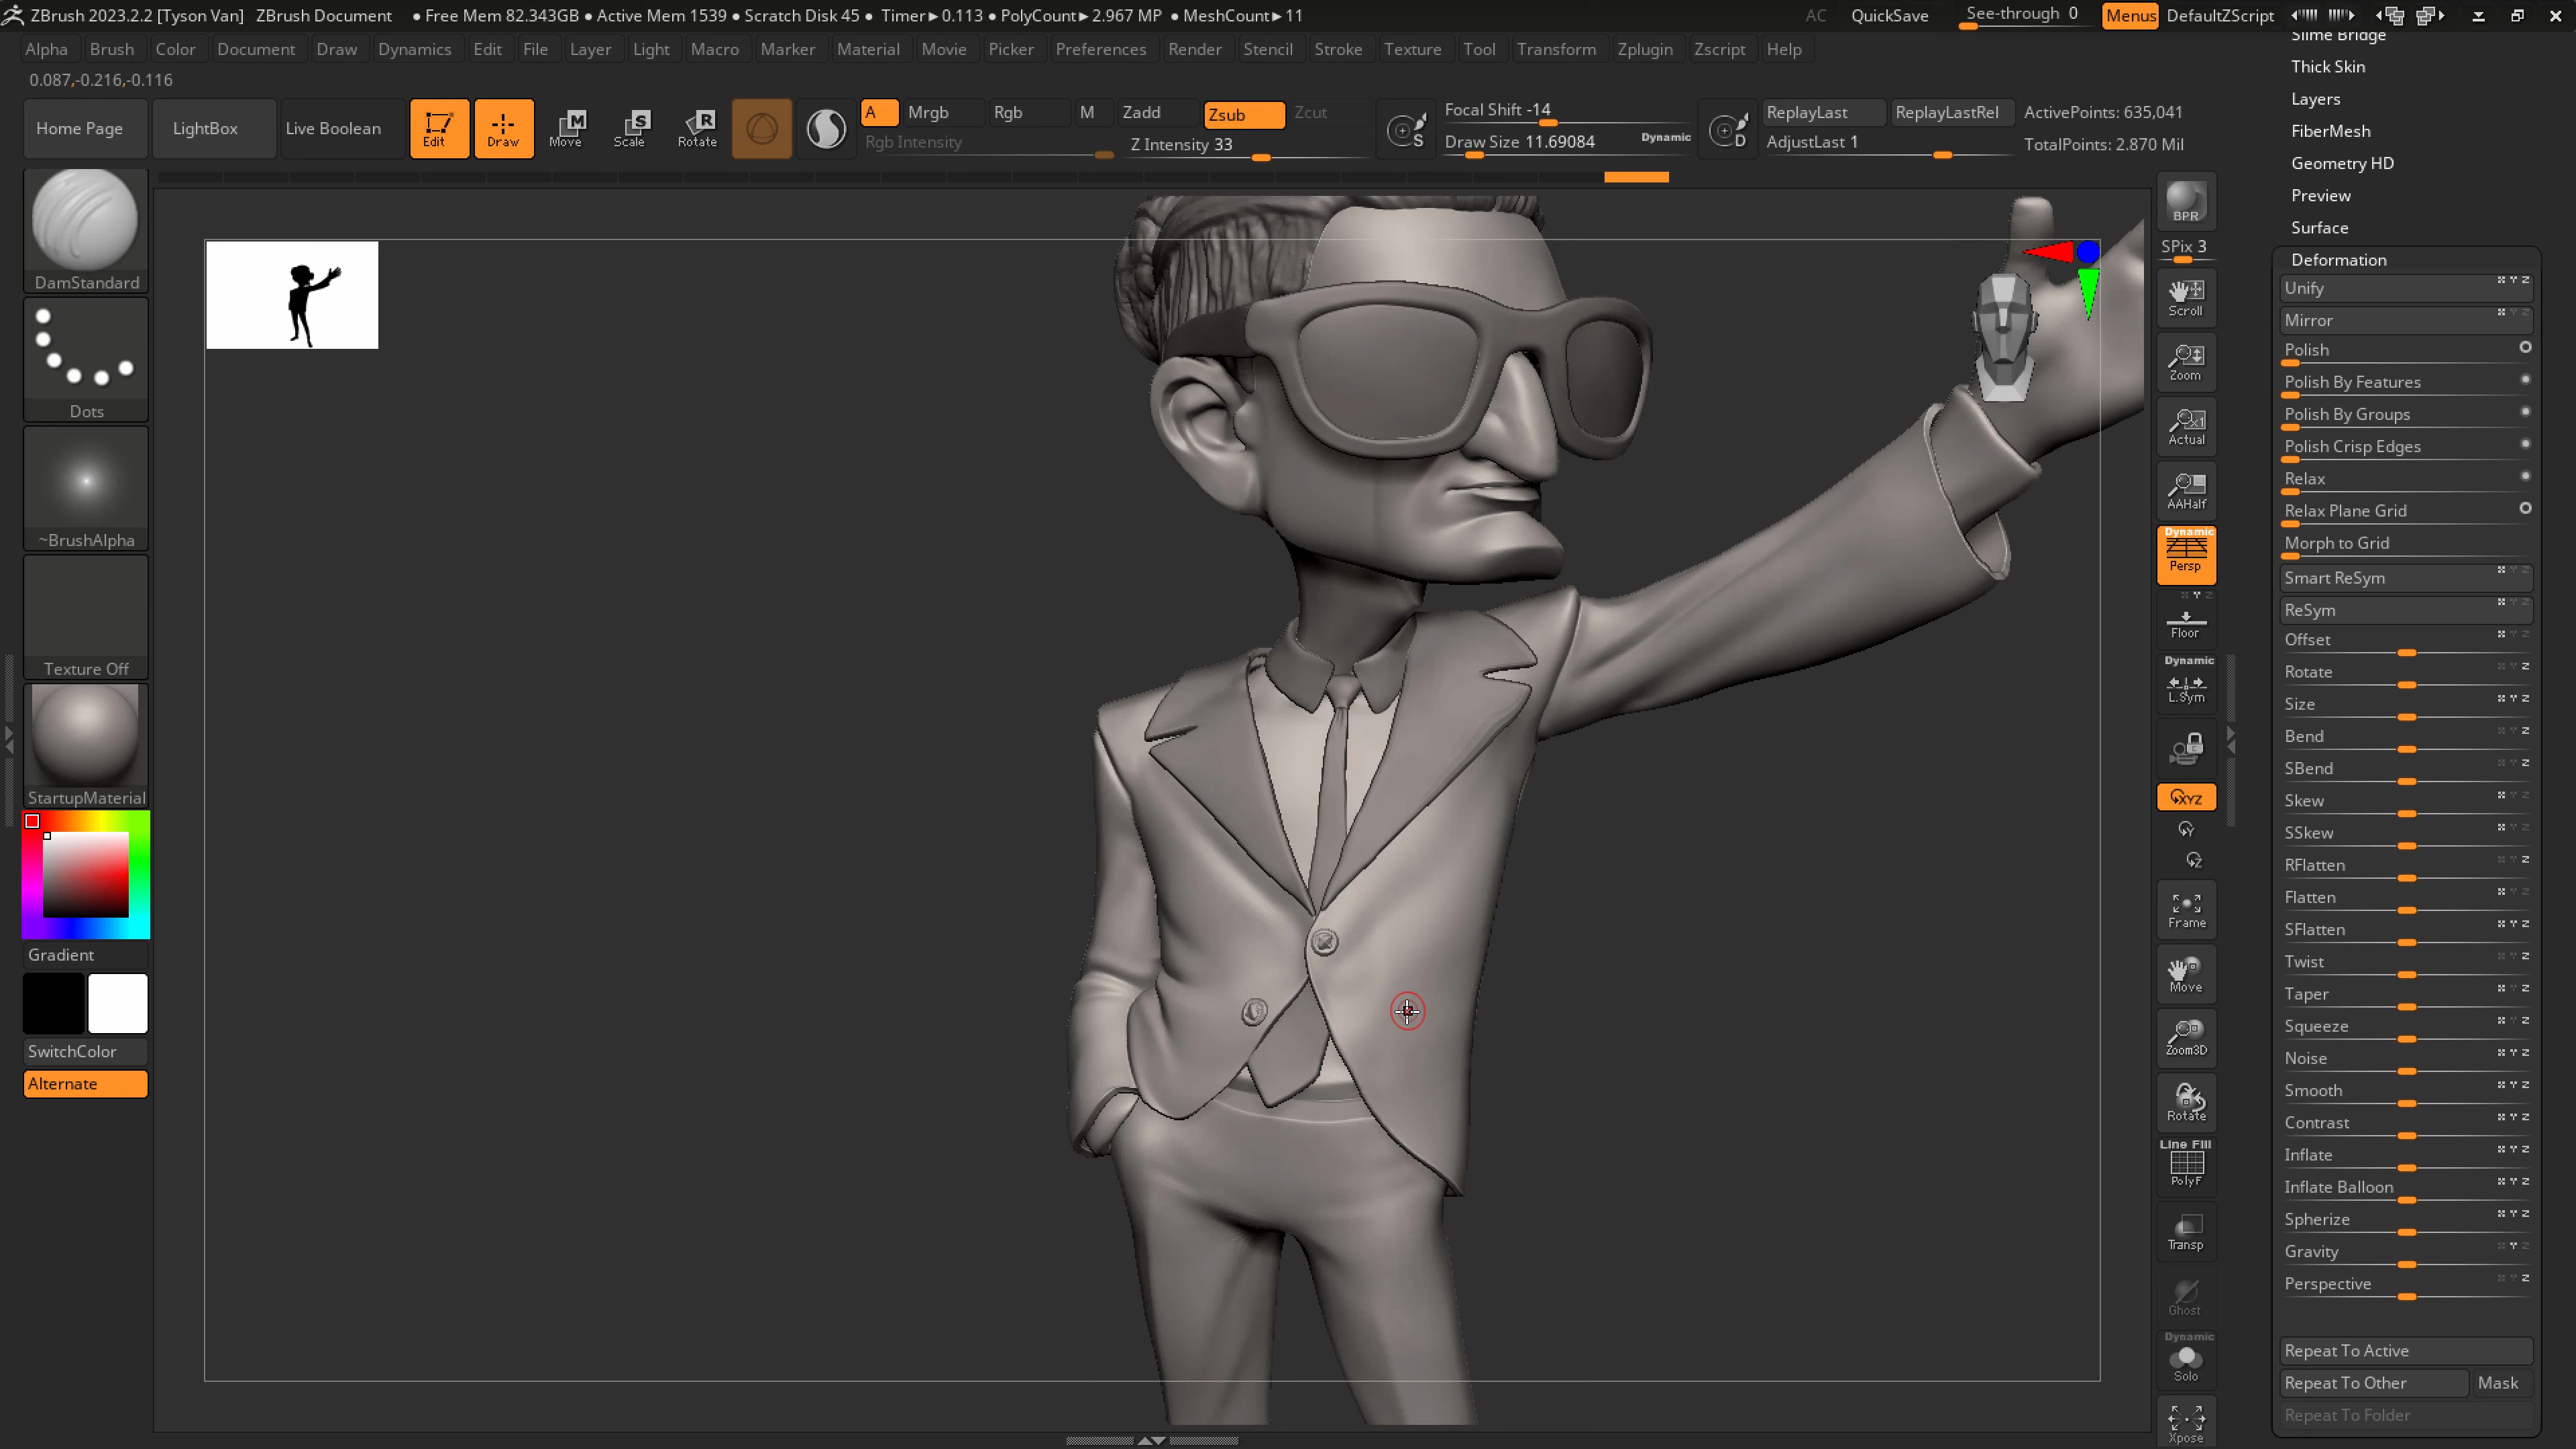 ZBrush 2023.2.2 [Tyson Van] ZBrush Document ● Free Mem 82.343GB ● Active Mem 1539 ● Scratch Disk 45 ● Timer▶0.113 ● PolyCount▶2.967 MP ● MeshCount▶11 AC QuickSave See-through 0 Menus DefaultZScript
Alpha Brush Color Document Draw Dynamics Edit File Layer Light Macro Marker Material Movie Picker Preferences Render Stencil Stroke Texture Tool Transform Zplugin Zscript Help
0.087,-0.216,-0.116
Home Page LightBox Live Boolean Edit Draw Move Scale Rotate
M S R
A Mrgb Rgb M Zadd Zsub Zcut
Rgb Intensity Z Intensity 33
S Focal Shift -14
Draw Size 11.69084 Dynamic
D ReplayLast ReplayLastRel ActivePoints: 635,041
AdjustLast 1 TotalPoints: 2.870 Mil
DamStandard
Dots
~BrushAlpha
Texture Off
StartupMaterial
Gradient
SwitchColor
Alternate
BPR
SPix 3
Scroll
Zoom
x1
Actual
AAHalf
Dynamic
Persp
X Y Z
Floor
Dynamic
L.Sym
XYZ
Y
Z
Frame
Move
Zoom3D
Rotate
Line Fill
PolyF
Transp
Ghost
Dynamic
Solo
Xpose
Slime Bridge
Thick Skin
Layers
FiberMesh
Geometry HD
Preview
Surface
Deformation
Unify X Y Z
Mirror X Y Z
Polish
Polish By Features
Polish By Groups
Polish Crisp Edges
Relax
Relax Plane Grid
Morph to Grid
Smart ReSym X Y Z
ReSym X Y Z
Offset X Y Z
Rotate X Y Z
Size X Y Z
Bend X Y Z
SBend X Y Z
Skew X Y Z
SSkew X Y Z
RFlatten X Y Z
Flatten X Y Z
SFlatten X Y Z
Twist X Y Z
Taper X Y Z
Squeeze X Y Z
Noise X Y Z
Smooth X Y Z
Contrast X Y Z
Inflate X Y Z
Inflate Balloon X Y Z
Spherize X Y Z
Gravity X Y Z
Perspective X Y Z
Repeat To Active
Repeat To Other Mask
Repeat To Folder